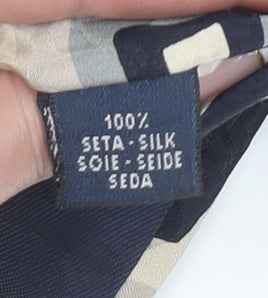 100%
SETA - SILK
SOIE - SEIDE
SEDA